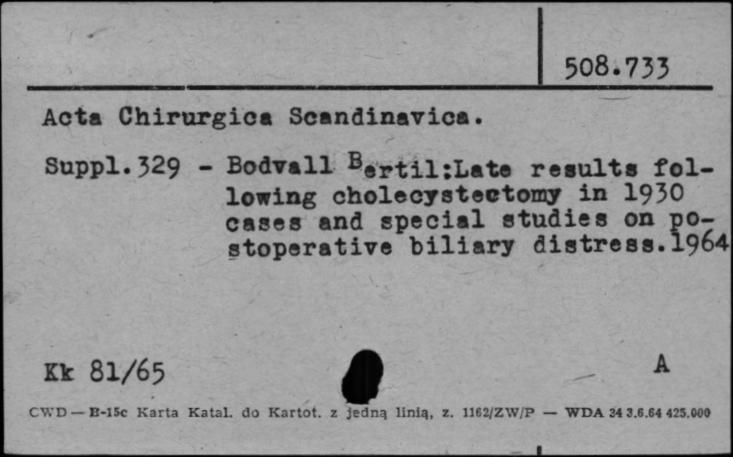 508.733
Acta Chirurgica Scandinavica.
Suppl.329 - Bodvall Bertil:Late results fol-
lowing cholecystectomy in 1930
cases and special studies on po-
stoperative biliary distress.1964
Kk 81/65
A
CWD — B-15c Karta Katal. do Kartot. z jedną linią, z. 1162/ZW/P — WDA 34 3.6.64 425.000